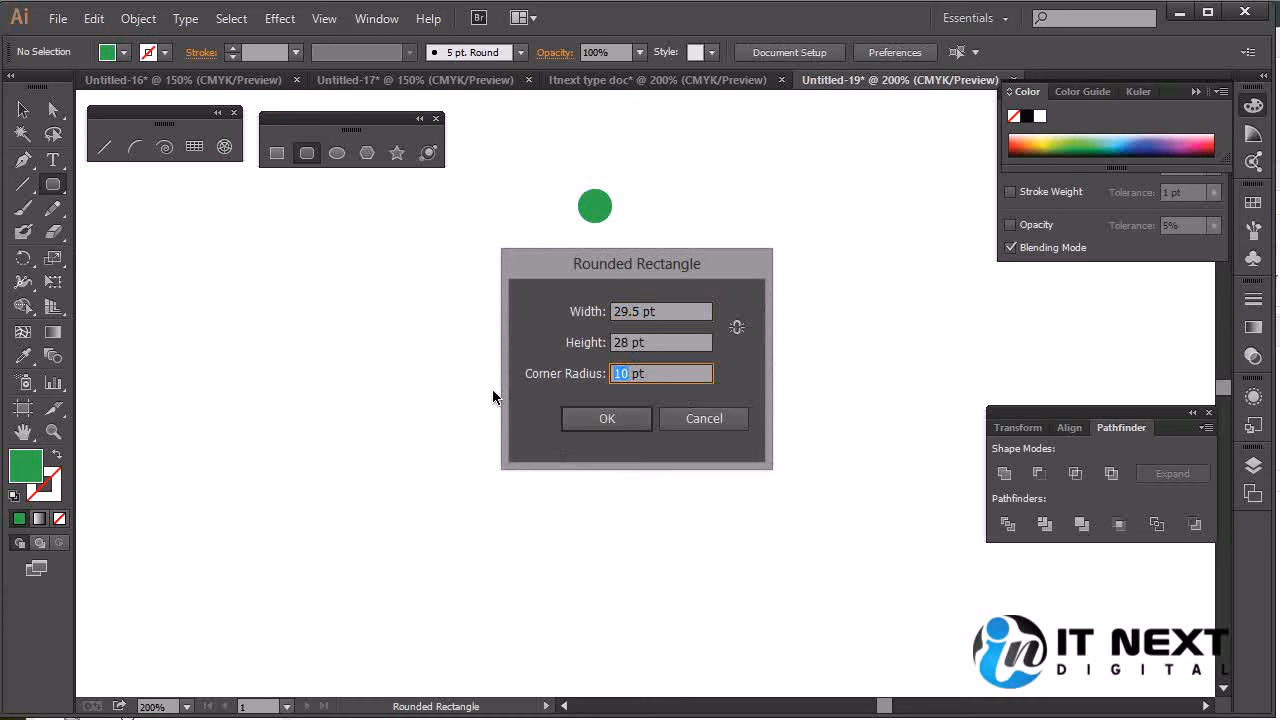 Ai File Edit Object Type Select Effect View Window Help Br Essentials
No Selection Stroke: 5 pt. Round Opacity: 100% Style: Document Setup Preferences
Untitled-16* @ 150% (CMYK/Preview) Untitled-17* @ 150% (CMYK/Preview) Itnext type doc* @ 200% (CMYK/Preview) Untitled-19* @ 200% (CMYK/Preview)
Color Color Guide Kuler
Stroke Weight Tolerance: 1 pt
Opacity Tolerance: 5%
Blending Mode
Rounded Rectangle
Width: 29.5 pt
Height: 28 pt
Corner Radius: 10 pt
OK Cancel
Transform Align Pathfinder
Shape Modes:
Expand
Pathfinders:
in IT NEXT
DIGITAL
200% 1 Rounded Rectangle